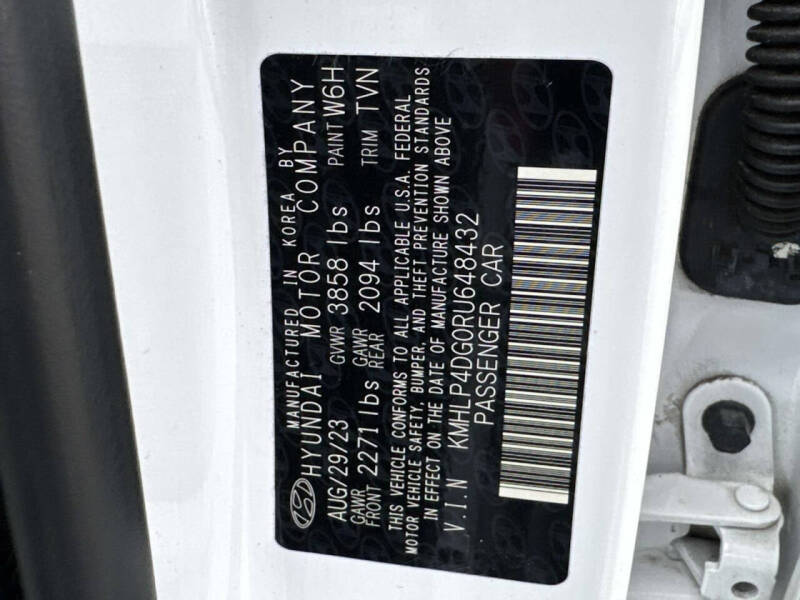 MANUFACTURED IN KOREA BY
HYUNDAI MOTOR COMPANY
AUG/29/23 GVWR 3858 lbs PAINT W6H
GAWR FRONT 2271 lbs GAWR REAR 2094 lbs TRIM TVN
THIS VEHICLE CONFORMS TO ALL APPLICABLE U.S.A. FEDERAL
MOTOR VEHICLE SAFETY, BUMPER, AND THEFT PREVENTION STANDARDS
IN EFFECT ON THE DATE OF MANUFACTURE SHOWN ABOVE
V.I.N KMHLP4DG0RU648432
PASSENGER CAR